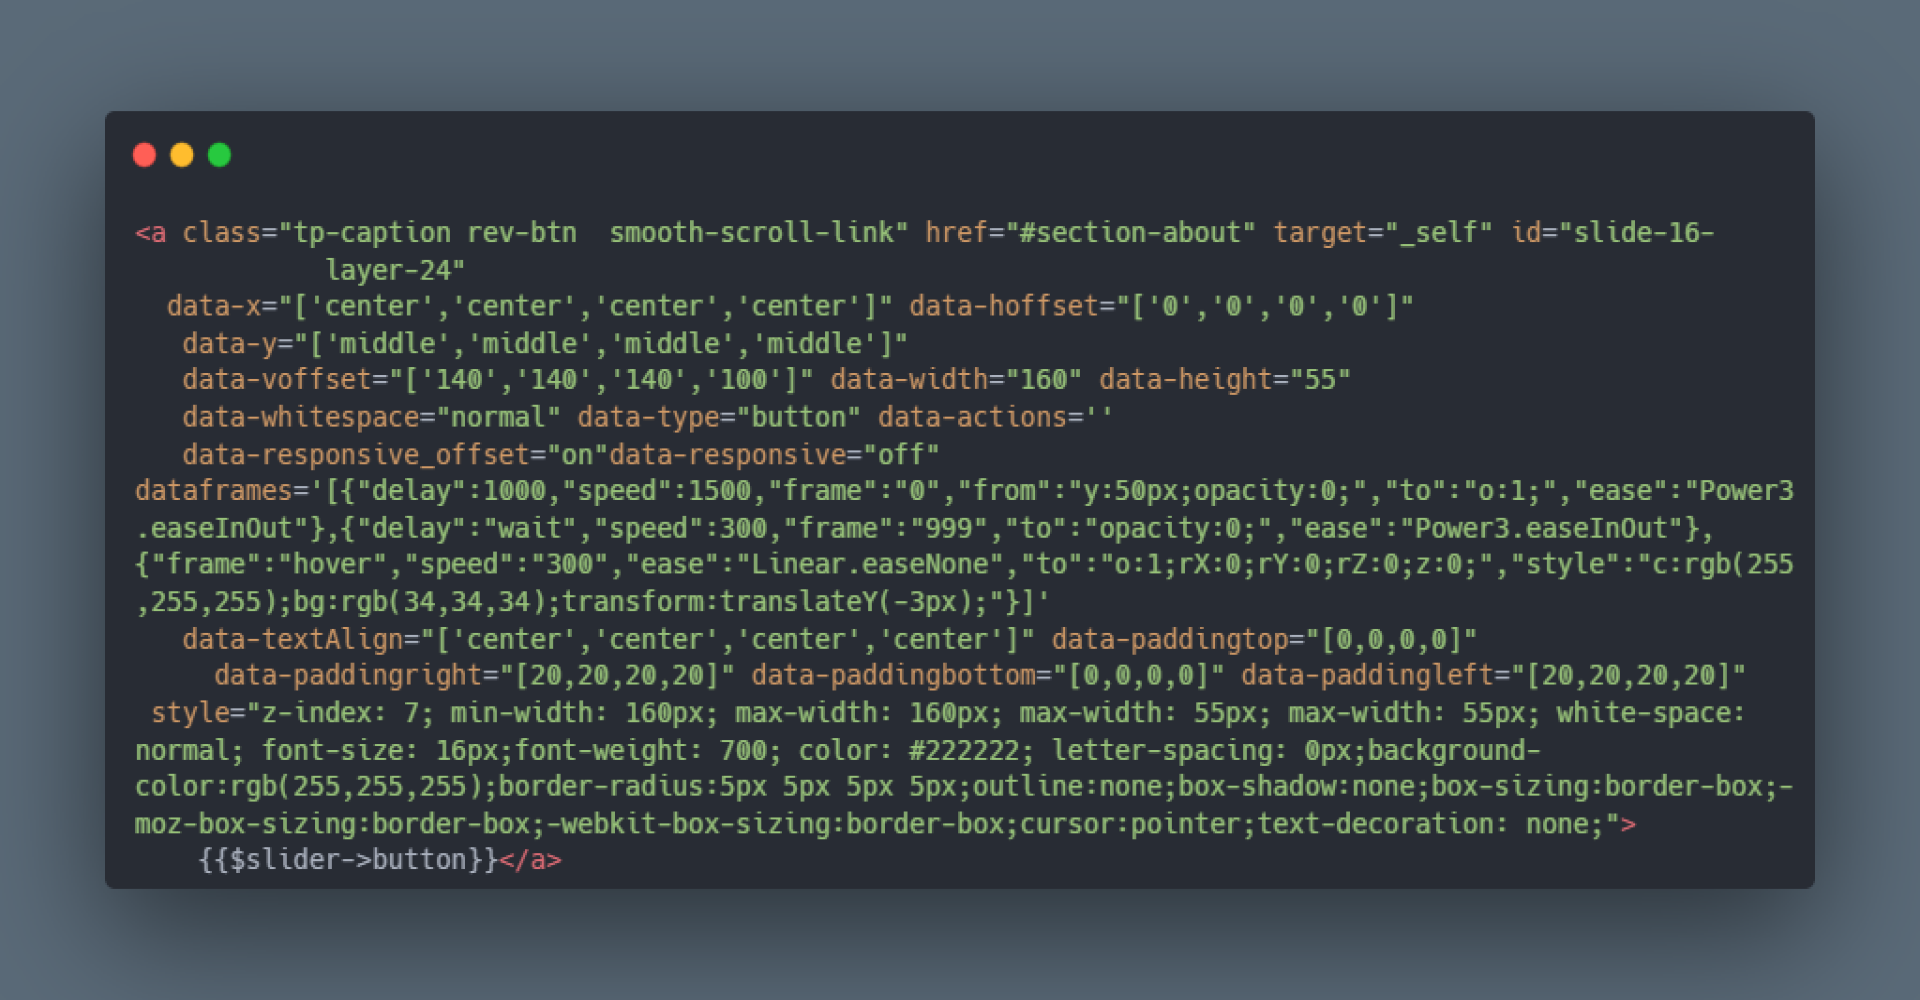 <a class="tp-caption rev-btn  smooth-scroll-link" href="#section-about" target="_self" id="slide-16-
layer-24"
data-x="['center','center','center','center']" data-hoffset="['0','0','0','0']"
data-y="['middle','middle','middle','middle']"
data-voffset="['140','140','140','100']" data-width="160" data-height="55"
data-whitespace="normal" data-type="button" data-actions=''
data-responsive_offset="on"data-responsive="off"
dataframes='[{"delay":1000,"speed":1500,"frame":"0","from":"y:50px;opacity:0;","to":"o:1;","ease":"Power3
.easeInOut"},{"delay":"wait","speed":300,"frame":"999","to":"opacity:0;","ease":"Power3.easeInOut"},
{"frame":"hover","speed":"300","ease":"Linear.easeNone","to":"o:1;rX:0;rY:0;rZ:0;z:0;","style":"c:rgb(255
,255,255);bg:rgb(34,34,34);transform:translateY(-3px);"}]'
data-textAlign="['center','center','center','center']" data-paddingtop="[0,0,0,0]"
data-paddingright="[20,20,20,20]" data-paddingbottom="[0,0,0,0]" data-paddingleft="[20,20,20,20]"
style="z-index: 7; min-width: 160px; max-width: 160px; max-width: 55px; max-width: 55px; white-space:
normal; font-size: 16px;font-weight: 700; color: #222222; letter-spacing: 0px;background-
color:rgb(255,255,255);border-radius:5px 5px 5px 5px;outline:none;box-shadow:none;box-sizing:border-box;-
moz-box-sizing:border-box;-webkit-box-sizing:border-box;cursor:pointer;text-decoration: none;">
{{$slider->button}}</a>